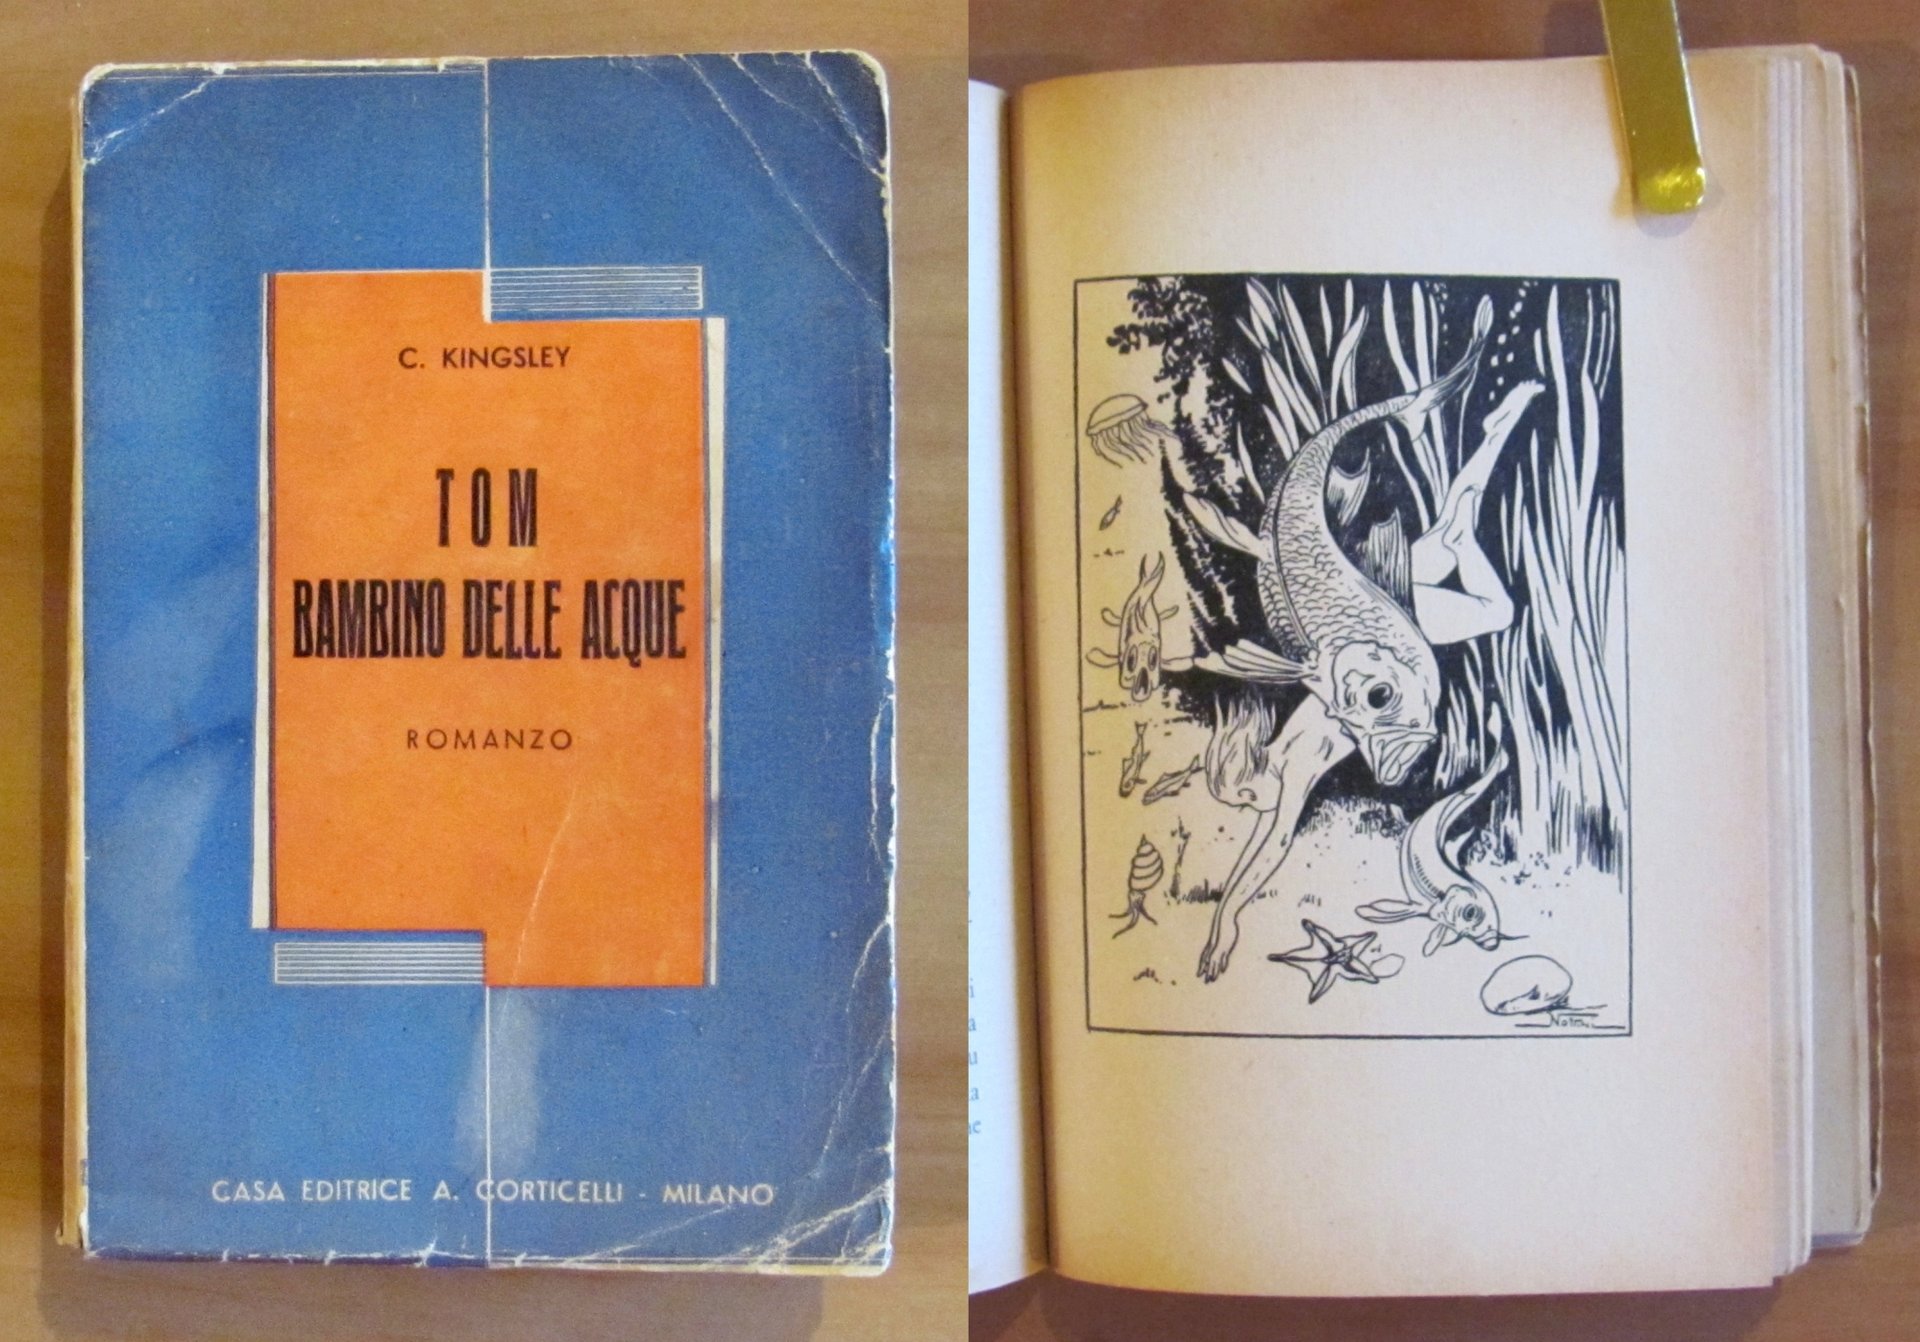 C. KINGSLEY
TOM
BAMBINO DELLE ACQUE
ROMANZO
CASA EDITRICE A. CORTICELLI - MILANO